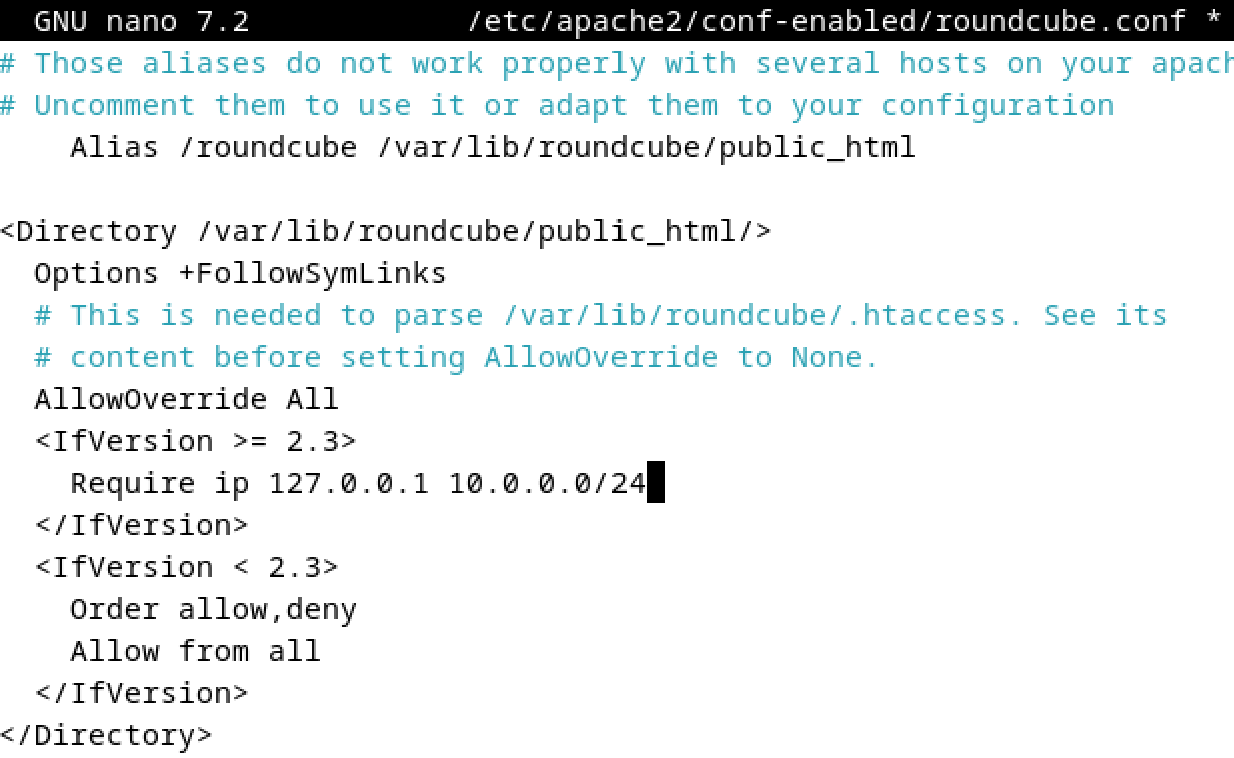 GNU nano 7.2 /etc/apache2/conf-enabled/roundcube.conf *
# Those aliases do not work properly with several hosts on your apach
# Uncomment them to use it or adapt them to your configuration
    Alias /roundcube /var/lib/roundcube/public_html
<Directory /var/lib/roundcube/public_html/>
  Options +FollowSymLinks
  # This is needed to parse /var/lib/roundcube/.htaccess. See its
  # content before setting AllowOverride to None.
  AllowOverride All
  <IfVersion >= 2.3>
    Require ip 127.0.0.1 10.0.0.0/24
  </IfVersion>
  <IfVersion < 2.3>
    Order allow,deny
    Allow from all
  </IfVersion>
</Directory>